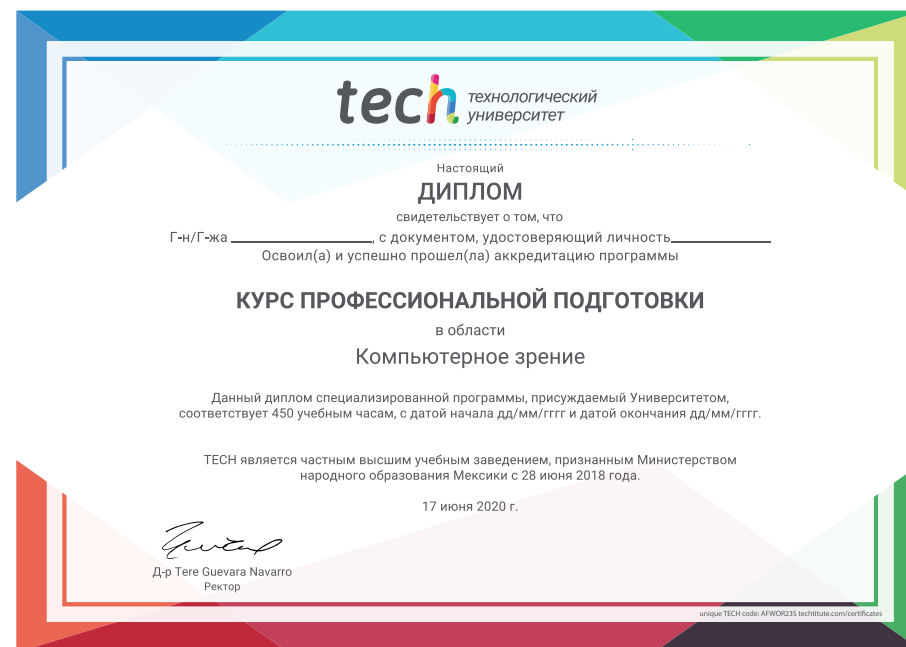 tech технологический
университет
Настоящий
ДИПЛОМ
свидетельствует о том, что
Г-н/Г-жа ____________________, с документом, удостоверяющий личность______________
Освоил(а) и успешно прошел(ла) аккредитацию программы
КУРС ПРОФЕССИОНАЛЬНОЙ ПОДГОТОВКИ
в области
Компьютерное зрение
Данный диплом специализированной программы, присуждаемый Университетом,
соответствует 450 учебным часам, с датой начала дд/мм/гггг и датой окончания дд/мм/гггг.
TECH является частным высшим учебным заведением, признанным Министерством
народного образования Мексики с 28 июня 2018 года.
17 июня 2020 г.
Д-р Tere Guevara Navarro
Ректор
unique TECH code: AFWOR23S techtitute.com/certificates